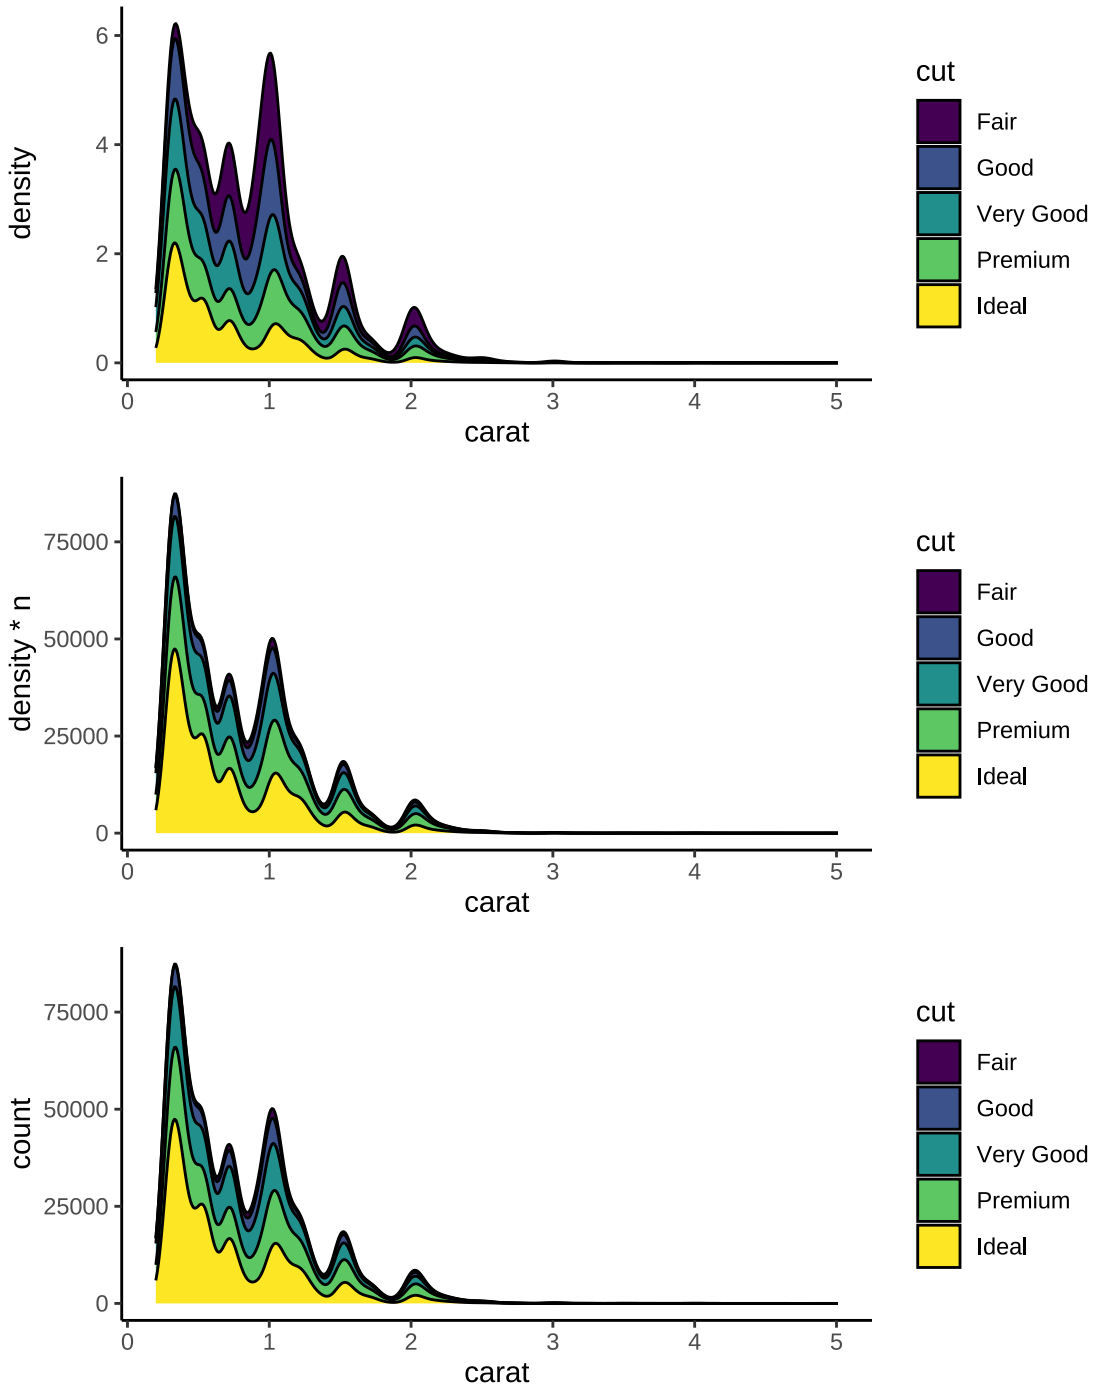 6
4
2
0
density
0 1 2 3 4 5
carat
cut
Fair
Good
Very Good
Premium
Ideal
75000
50000
25000
0
density * n
0 1 2 3 4 5
carat
cut
Fair
Good
Very Good
Premium
Ideal
75000
50000
25000
0
count
0 1 2 3 4 5
carat
cut
Fair
Good
Very Good
Premium
Ideal